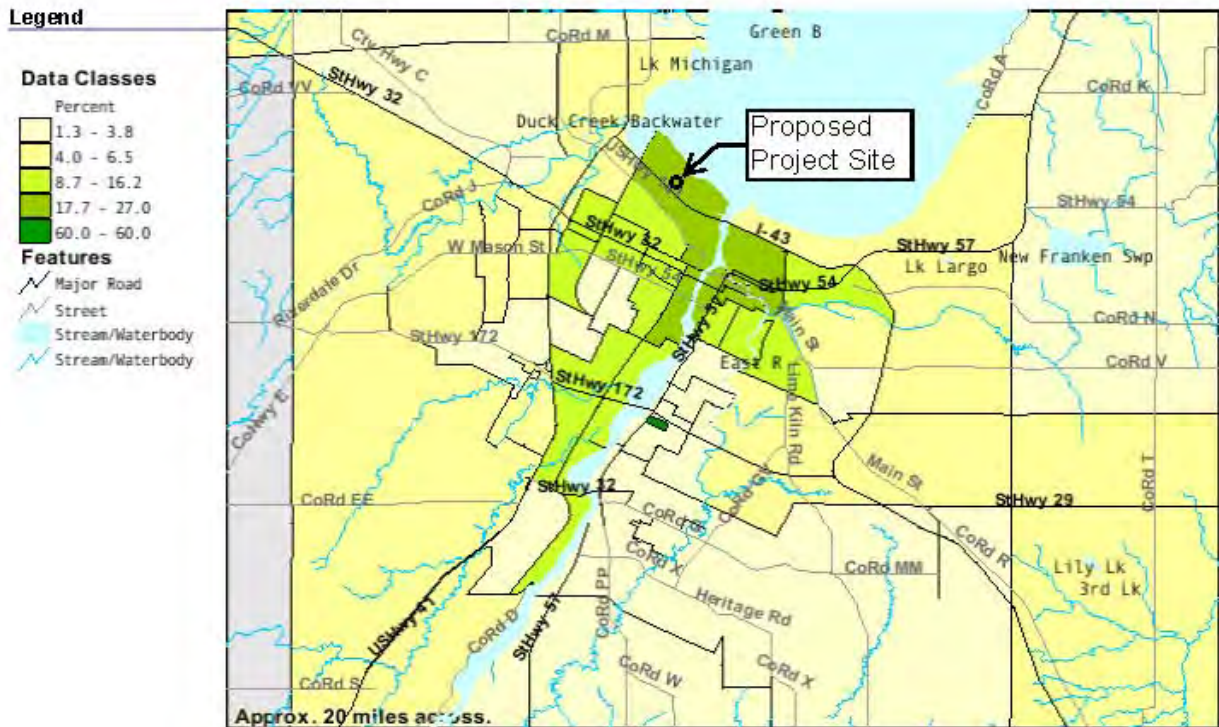 Legend
Data Classes
Percent
1.3 - 3.8
4.0 - 6.5
8.7 - 16.2
17.7 - 27.0
60.0 - 60.0
Features
Major Road
Street
Stream/Waterbody
Stream/Waterbody
CoRd M
Green B
Cty Hwy C
Lk Michigan
StHwy 32
CoRd A
CoRd VV
CoRd K
Duck Creek Backwater
Proposed
Project Site
CoRd J
StHwy 54
I-43
StHwy 32
StHwy 57
W Mason St
New Franken Swp
StHwy 54
Lk Largo
Riverdale Dr
StHwy 54
StHwy 57
Main St
CoRd N
StHwy 172
East R
CoRd V
StHwy 172
Lime Kiln Rd
CoHwy E
Main St
CoRd T
CoRd GV
StHwy 32
CoRd EE
StHwy 29
CoRd X
CoRd R
CoRd MM
Lily Lk
3rd Lk
CoRd PP
Heritage Rd
USHwy 41
CoRd D
StHwy 57
CoRd S
CoRd W
CoRd X
Approx. 20 miles across.